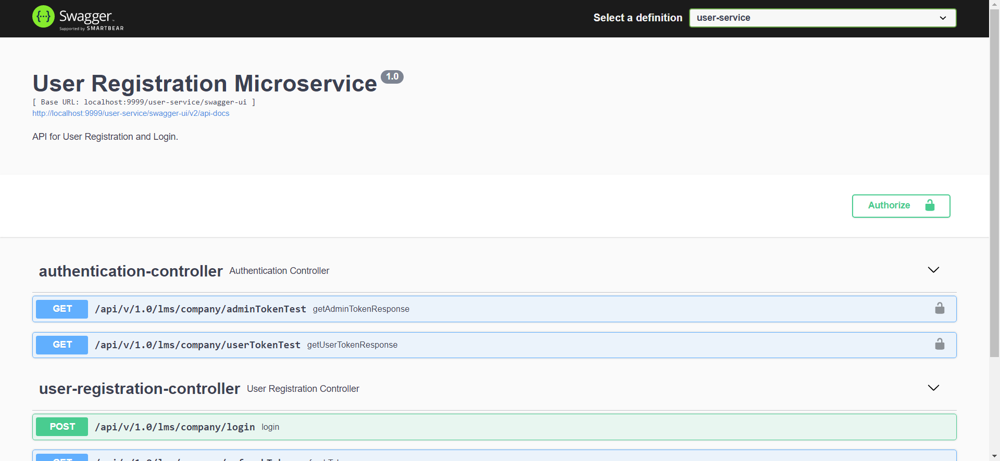 Swagger
Supported by SMARTBEAR
Select a definition
user-service
User Registration Microservice 1.0
[ Base URL: localhost:9999/user-service/swagger-ui ]
http://localhost:9999/user-service/swagger-ui/v2/api-docs
API for User Registration and Login.
Authorize
authentication-controller Authentication Controller
GET /api/v/1.0/lms/company/adminTokenTest getAdminTokenResponse
GET /api/v/1.0/lms/company/userTokenTest getUserTokenResponse
user-registration-controller User Registration Controller
POST /api/v/1.0/lms/company/login login
GET